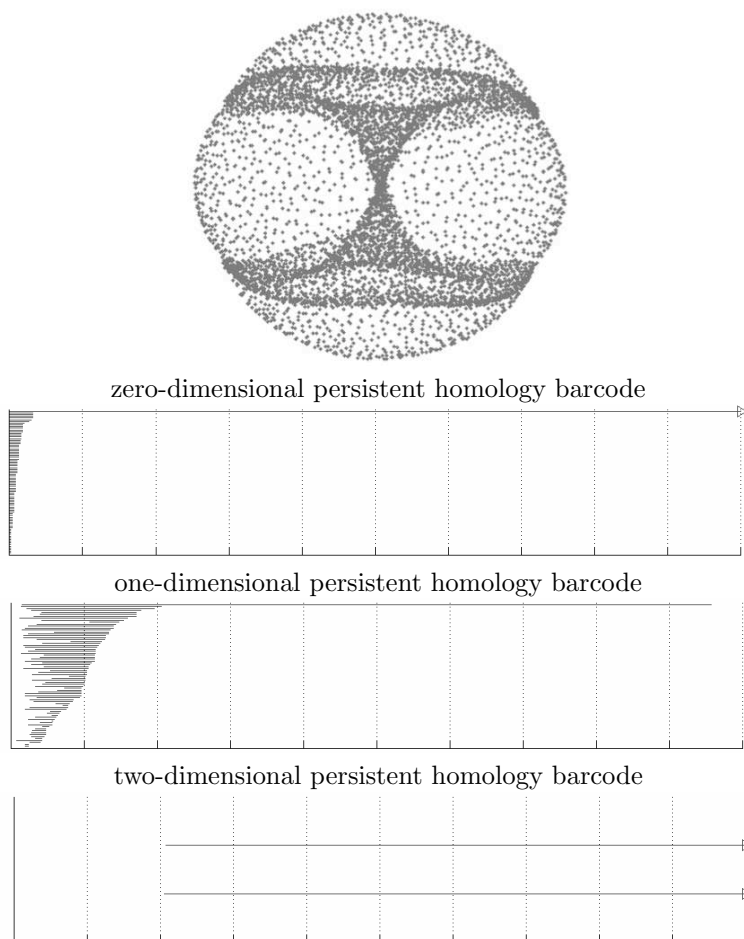 zero-dimensional persistent homology barcode
one-dimensional persistent homology barcode
two-dimensional persistent homology barcode